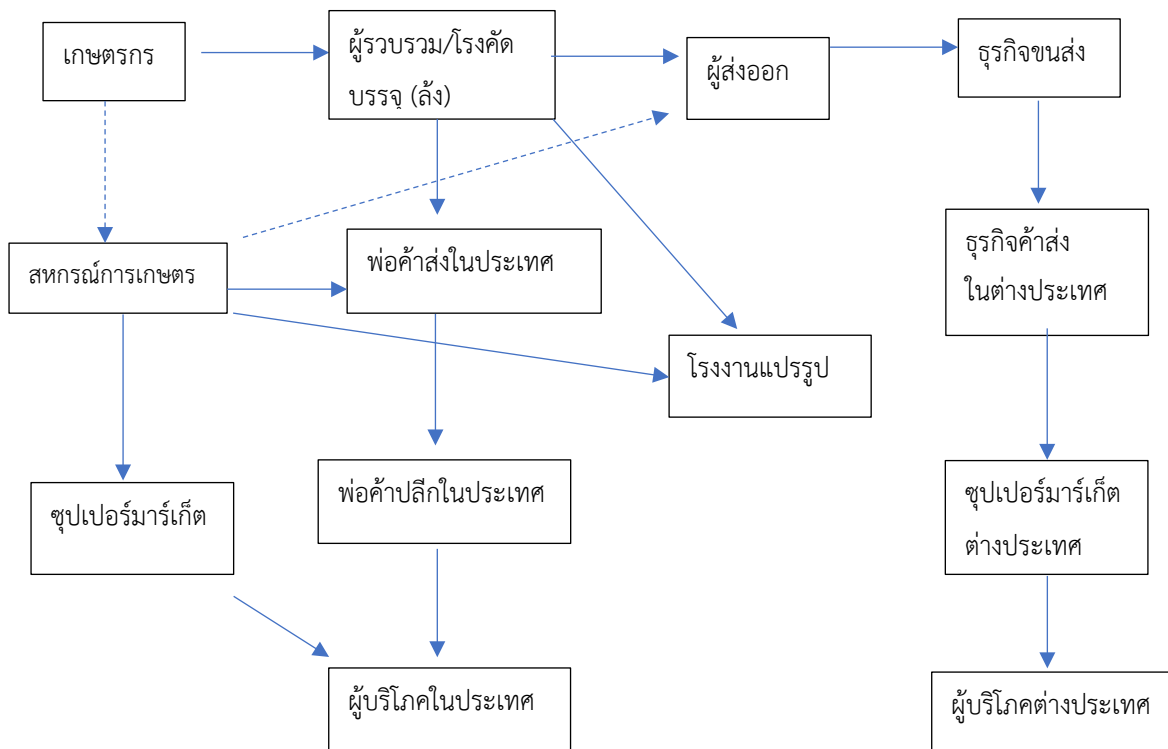 เกษตรกร
ผู้รวบรวม/โรงคัด
บรรจุ (ล้ง)
ผู้ส่งออก
ธุรกิจขนส่ง
สหกรณ์การเกษตร
พ่อค้าส่งในประเทศ
ธุรกิจค้าส่ง
ในต่างประเทศ
โรงงานแปรรูป
ซุปเปอร์มาร์เก็ต
พ่อค้าปลีกในประเทศ
ซุปเปอร์มาร์เก็ต
ต่างประเทศ
ผู้บริโภคในประเทศ
ผู้บริโภคต่างประเทศ